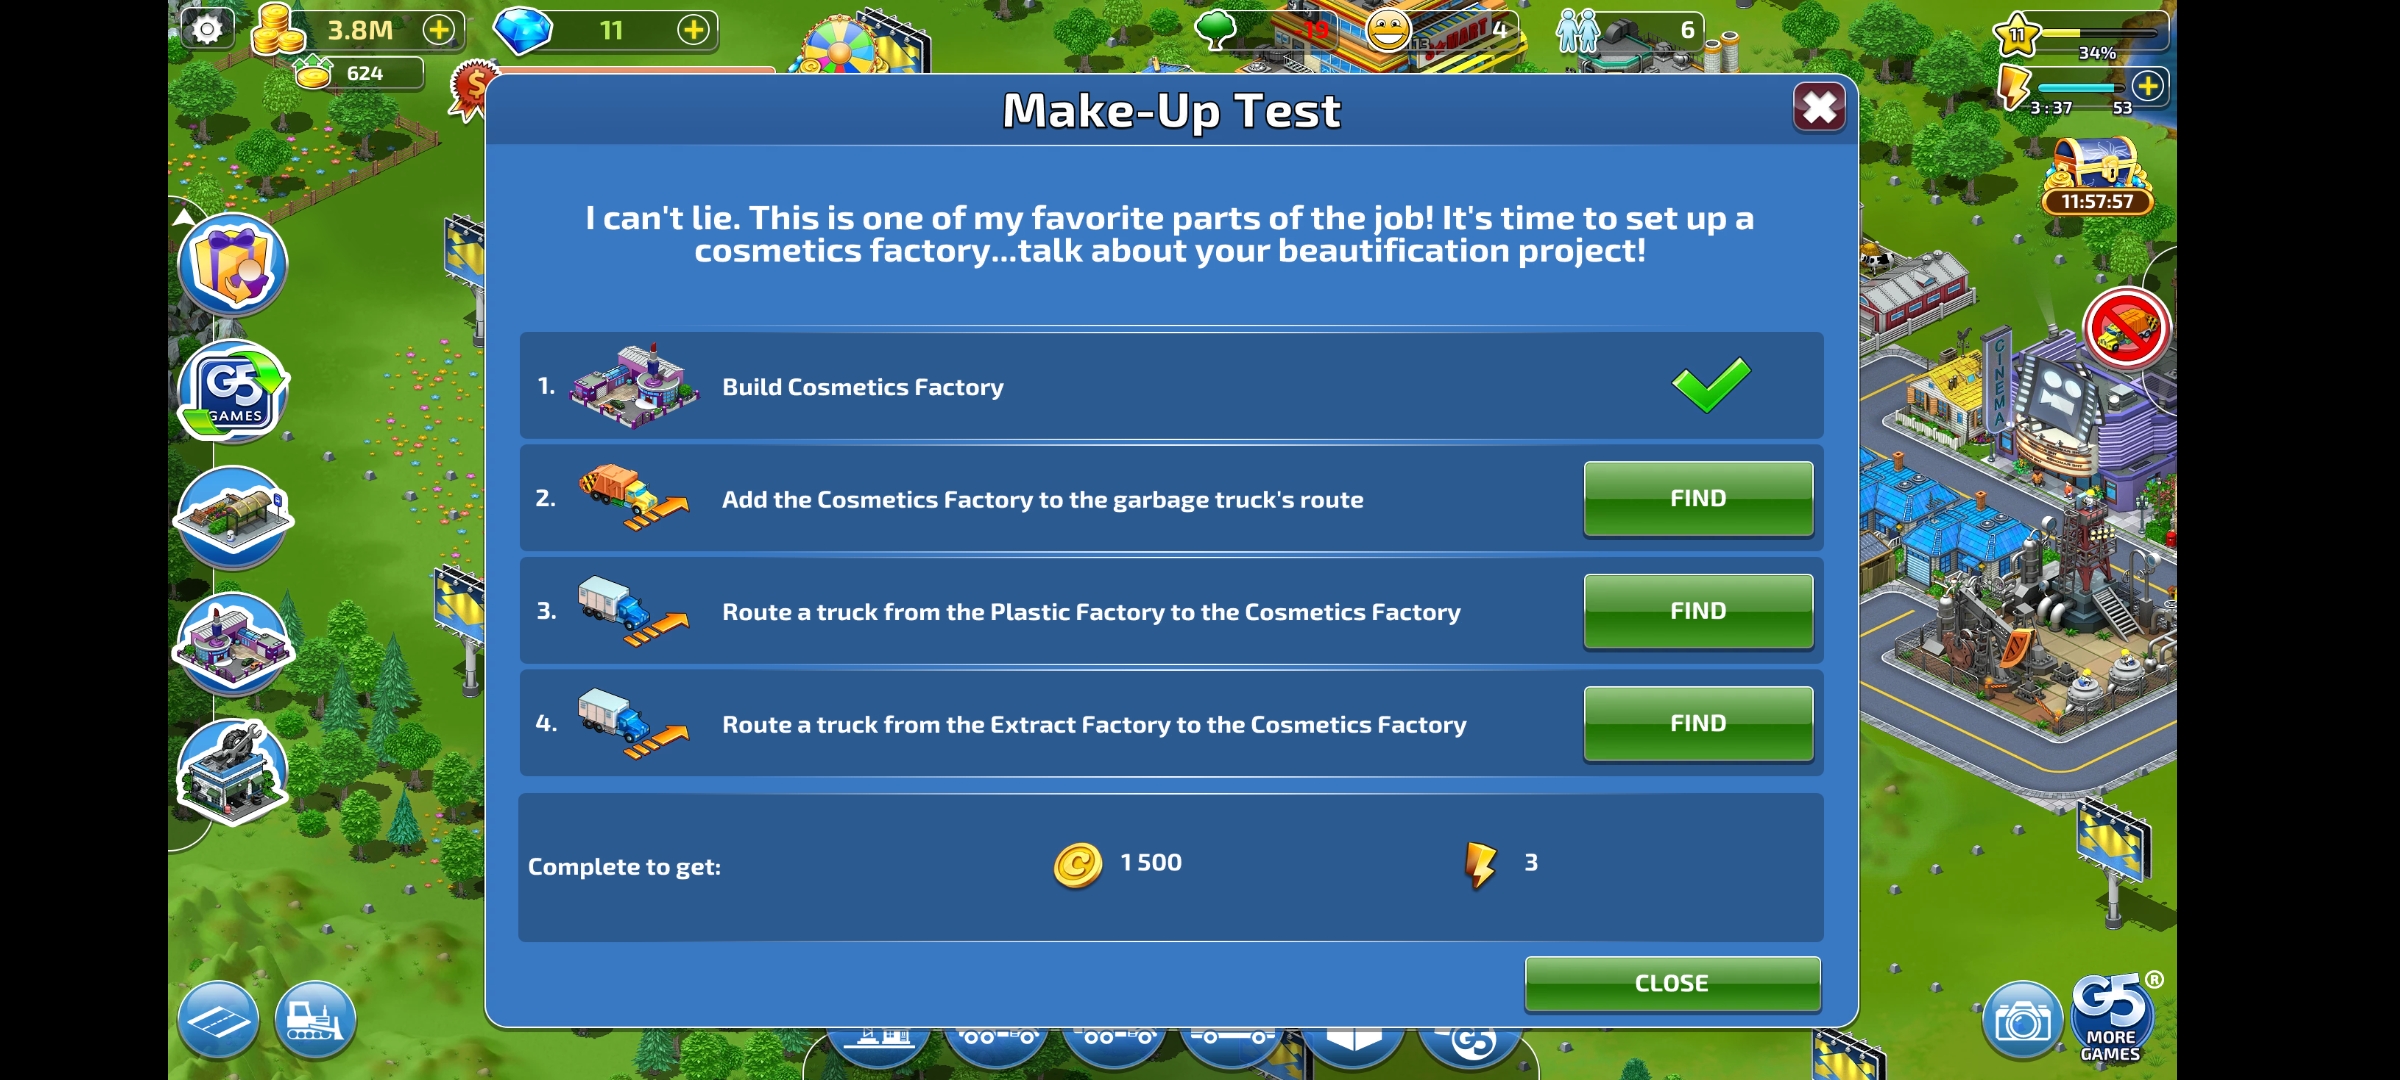 3.8M
11
-19
4
6
11
34%
624
3:37
53
Make-Up Test
11:57:57
I can't lie. This is one of my favorite parts of the job! It's time to set up a
cosmetics factory...talk about your beautification project!
G5
GAMES
CINEMA
1.
Build Cosmetics Factory
2.
Add the Cosmetics Factory to the garbage truck's route
FIND
3.
Route a truck from the Plastic Factory to the Cosmetics Factory
FIND
4.
Route a truck from the Extract Factory to the Cosmetics Factory
FIND
Complete to get:
1 500
3
CLOSE
G5
G5®
MORE
GAMES